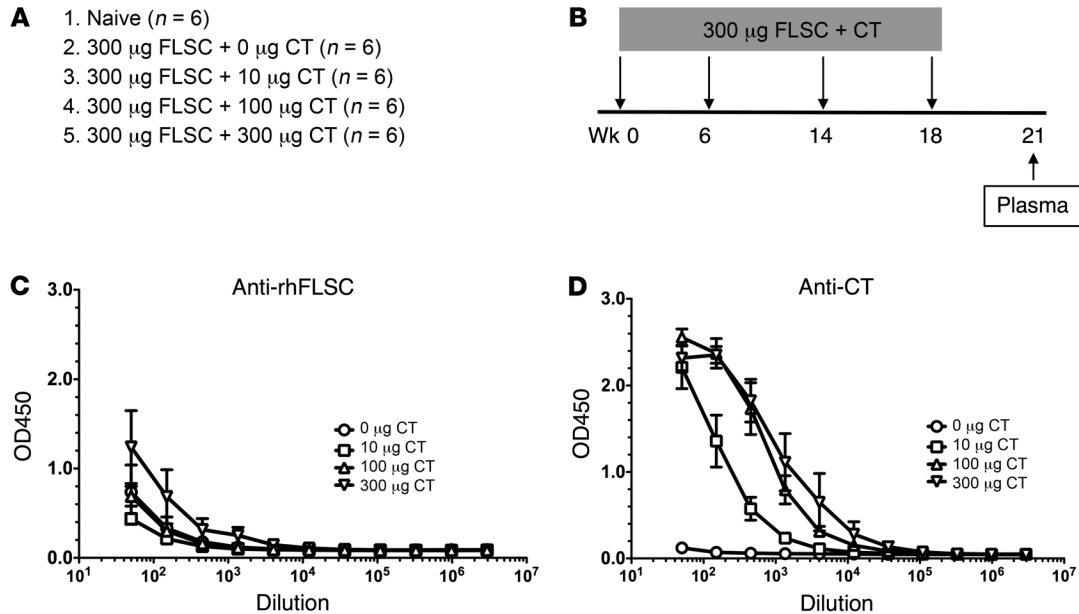 A
1. Naive (n = 6)
2. 300 μg FLSC + 0 μg CT (n = 6)
3. 300 μg FLSC + 10 μg CT (n = 6)
4. 300 μg FLSC + 100 μg CT (n = 6)
5. 300 μg FLSC + 300 μg CT (n = 6)
B
300 μg FLSC + CT
Wk 0 6 14 18 21
Plasma
C
Anti-rhFLSC
3.0
2.0
1.0
0.0
OD450
0 μg CT
10 μg CT
100 μg CT
300 μg CT
10¹ 10² 10³ 10⁴ 10⁵ 10⁶ 10⁷
Dilution
D
Anti-CT
3.0
2.0
1.0
0.0
OD450
0 μg CT
10 μg CT
100 μg CT
300 μg CT
10¹ 10² 10³ 10⁴ 10⁵ 10⁶ 10⁷
Dilution